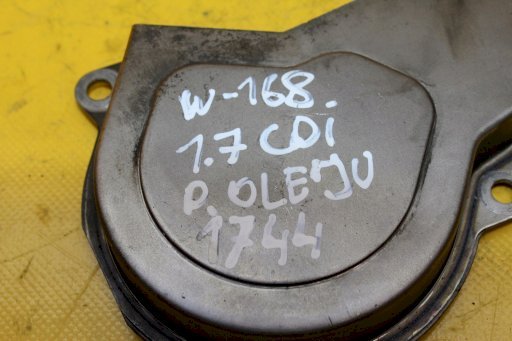 W-168.
1.7 CDi
P. OLEJU
1744